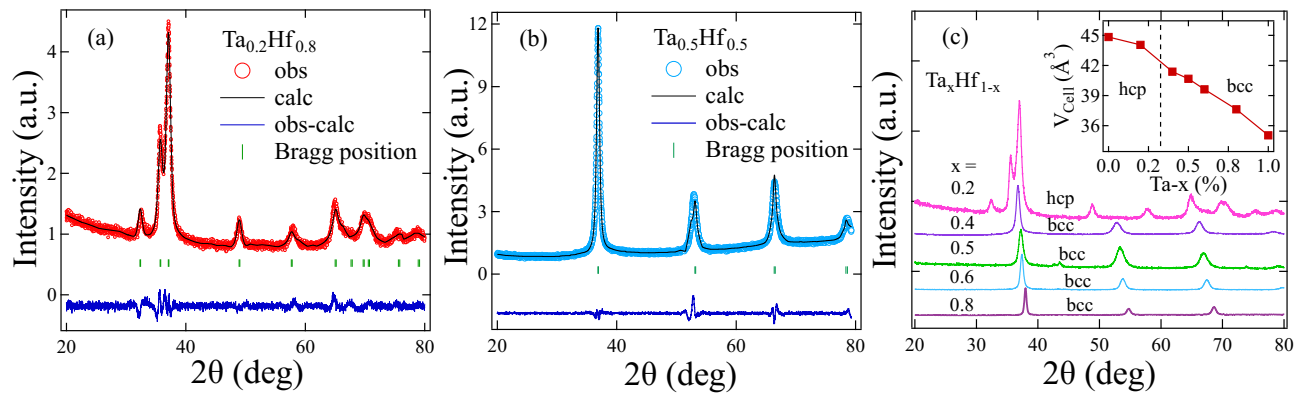 (a)
Ta0.2Hf0.8
obs
calc
obs-calc
Bragg position
4
3
2
1
0
Intensity (a.u.)
20
40
60
80
2θ (deg)
(b)
Ta0.5Hf0.5
obs
calc
obs-calc
Bragg position
12
9
6
3
0
Intensity (a.u.)
20
40
60
80
2θ (deg)
(c)
TaxHf1-x
x =
0.2
hcp
0.4
bcc
0.5
bcc
0.6
bcc
0.8
bcc
Intensity (a.u.)
20
30
40
50
60
70
80
2θ (deg)
45
42
39
36
VCell (Å3)
hcp
bcc
0.0
0.2
0.4
0.6
0.8
1.0
Ta-x (%)